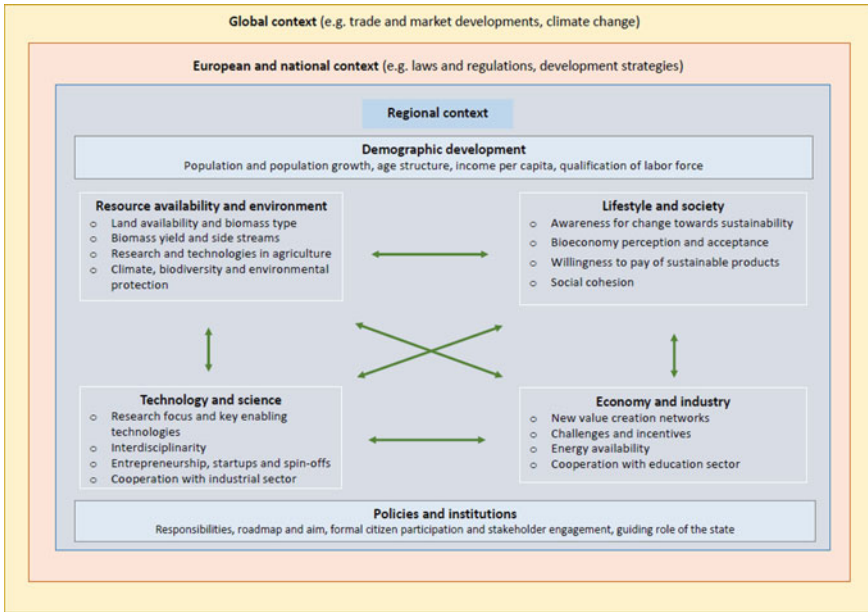 Global context (e.g. trade and market developments, climate change)
European and national context (e.g. laws and regulations, development strategies)
Regional context
Demographic development
Population and population growth, age structure, income per capita, qualification of labor force
Resource availability and environment
o Land availability and biomass type
o Biomass yield and side streams
o Research and technologies in agriculture
o Climate, biodiversity and environmental
protection
Lifestyle and society
o Awareness for change towards sustainability
o Bioeconomy perception and acceptance
o Willingness to pay of sustainable products
o Social cohesion
Technology and science
o Research focus and key enabling
technologies
o Interdisciplinarity
o Entrepreneurship, startups and spin-offs
o Cooperation with industrial sector
Economy and industry
o New value creation networks
o Challenges and incentives
o Energy availability
o Cooperation with education sector
Policies and institutions
Responsibilities, roadmap and aim, formal citizen participation and stakeholder engagement, guiding role of the state